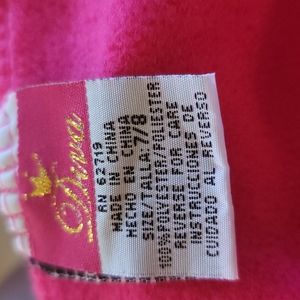 Diva
RN 62719
MADE IN CHINA
HECHO EN CHINA
SIZE/TALLA: 7/8
100%POLYESTER/POLIESTER
REVERSE FOR CARE
INSTRUCCIONES DE
CUIDADO AL REVERSO